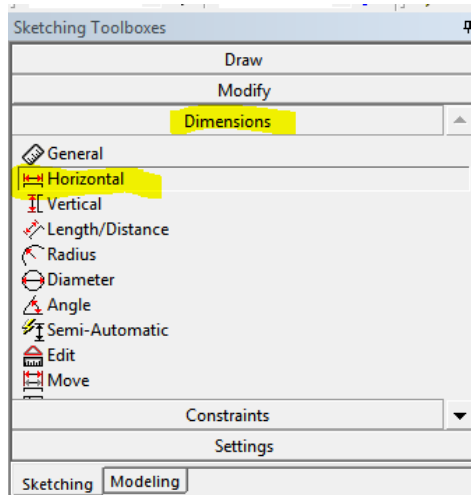 Sketching Toolboxes
Draw
Modify
Dimensions
General
Horizontal
Vertical
Length/Distance
Radius
Diameter
Angle
Semi-Automatic
Edit
Move
Constraints
Settings
Sketching Modeling